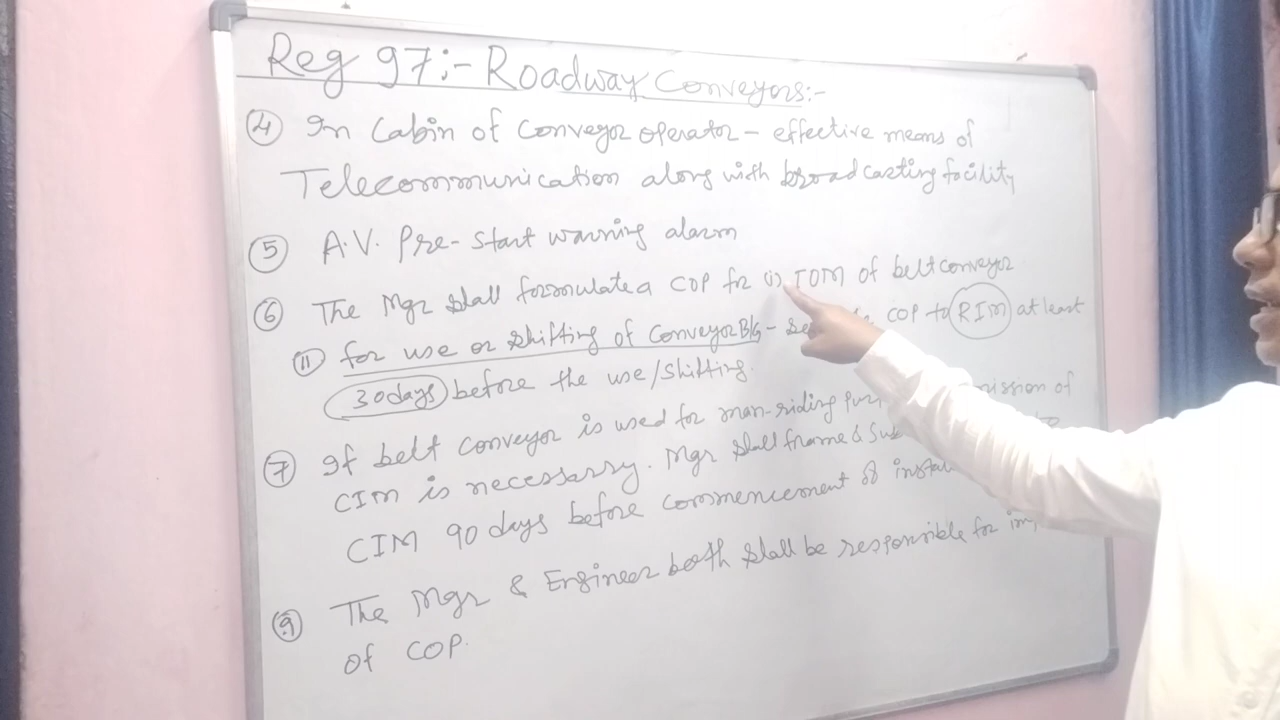 Reg 97:- Roadway Conveyors:-
④ In Cabin of Conveyor operator - effective means of
Telecommunication along with broadcasting facility
⑤ A.V. Pre-start warning alarm
⑥ The Mgr shall formulate a COP for (i) IOM of belt conveyor
(ii) for use or shifting of Conveyor Blg - COP to RIM at least
30 days before the use/shifting.
⑦ If belt conveyor is used for man-riding of
CIM is necessary. Mgr shall frame &
CIM 90 days before commencement of
⑨ The Mgr & Engineer both shall be responsible for
of COP.